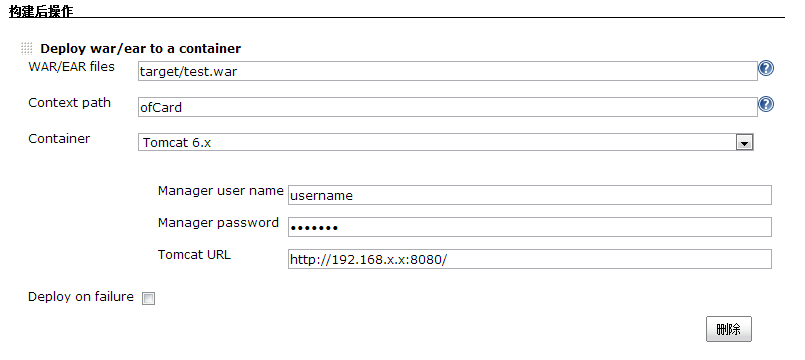 构建后操作
Deploy war/ear to a container
WAR/EAR files target/test.war
Context path ofCard
Container Tomcat 6.x
Manager user name username
Manager password •••••••
Tomcat URL http://192.168.x.x:8080/
Deploy on failure
删除